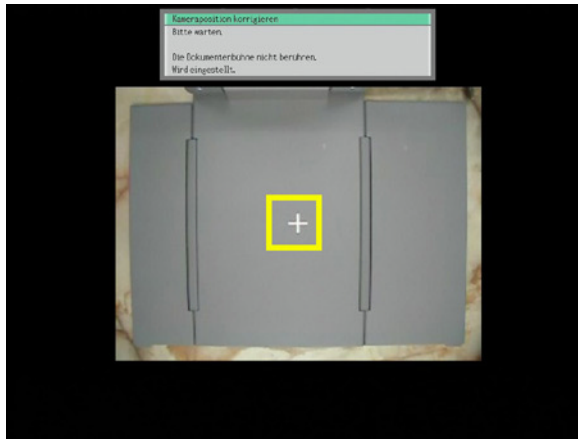 Kameraposition korrigieren
Bitte warten.
Die Dokumentenbühne nicht berühren.
Wird eingestellt.